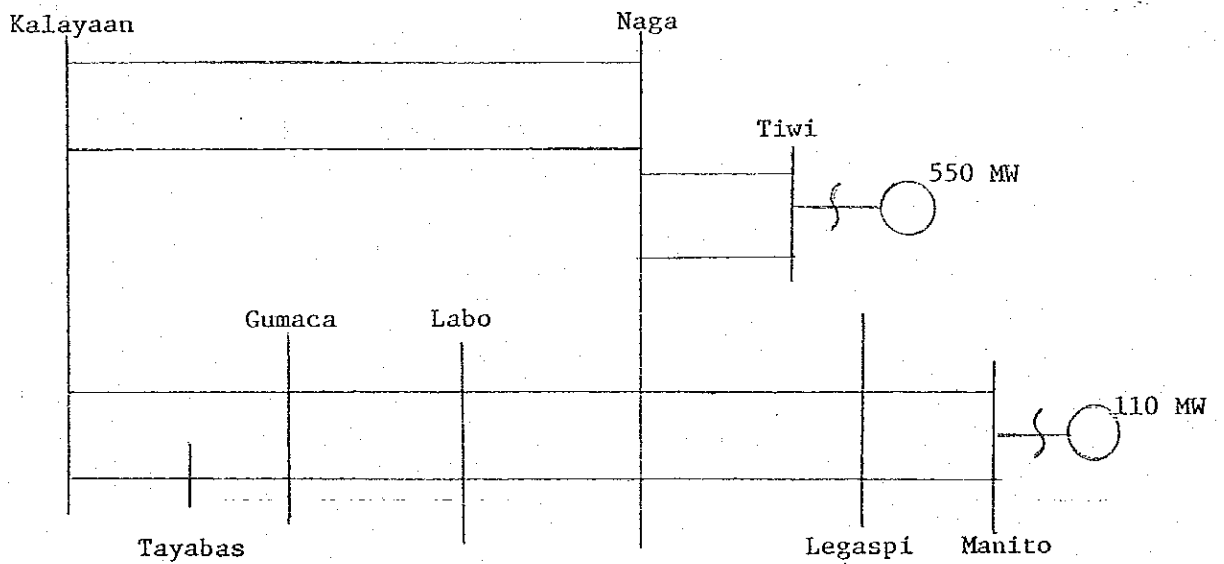 Kalayaan
Naga
Tiwi
550 MW
Gumaca
Labo
110 MW
Tayabas
Legaspi
Manito